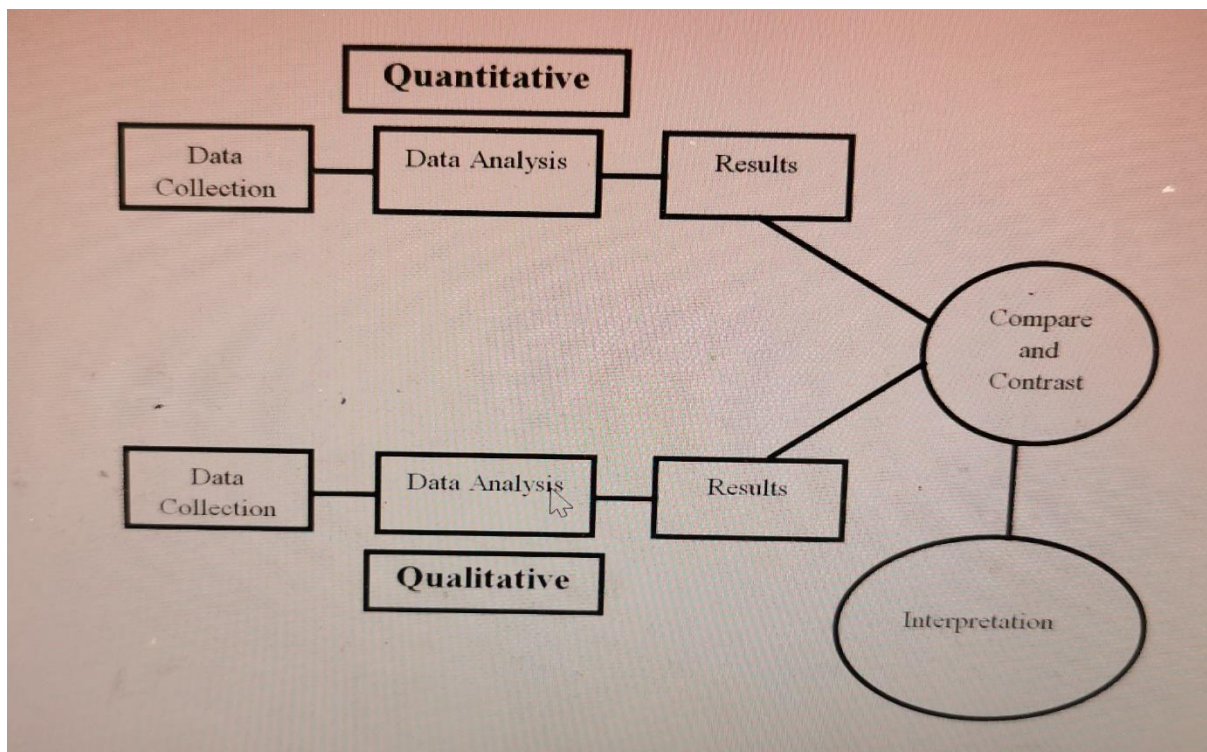 Quantitative
Data
Collection
Data Analysis
Results
Compare
and
Contrast
Data
Collection
Data Analysis
Results
Qualitative
Interpretation